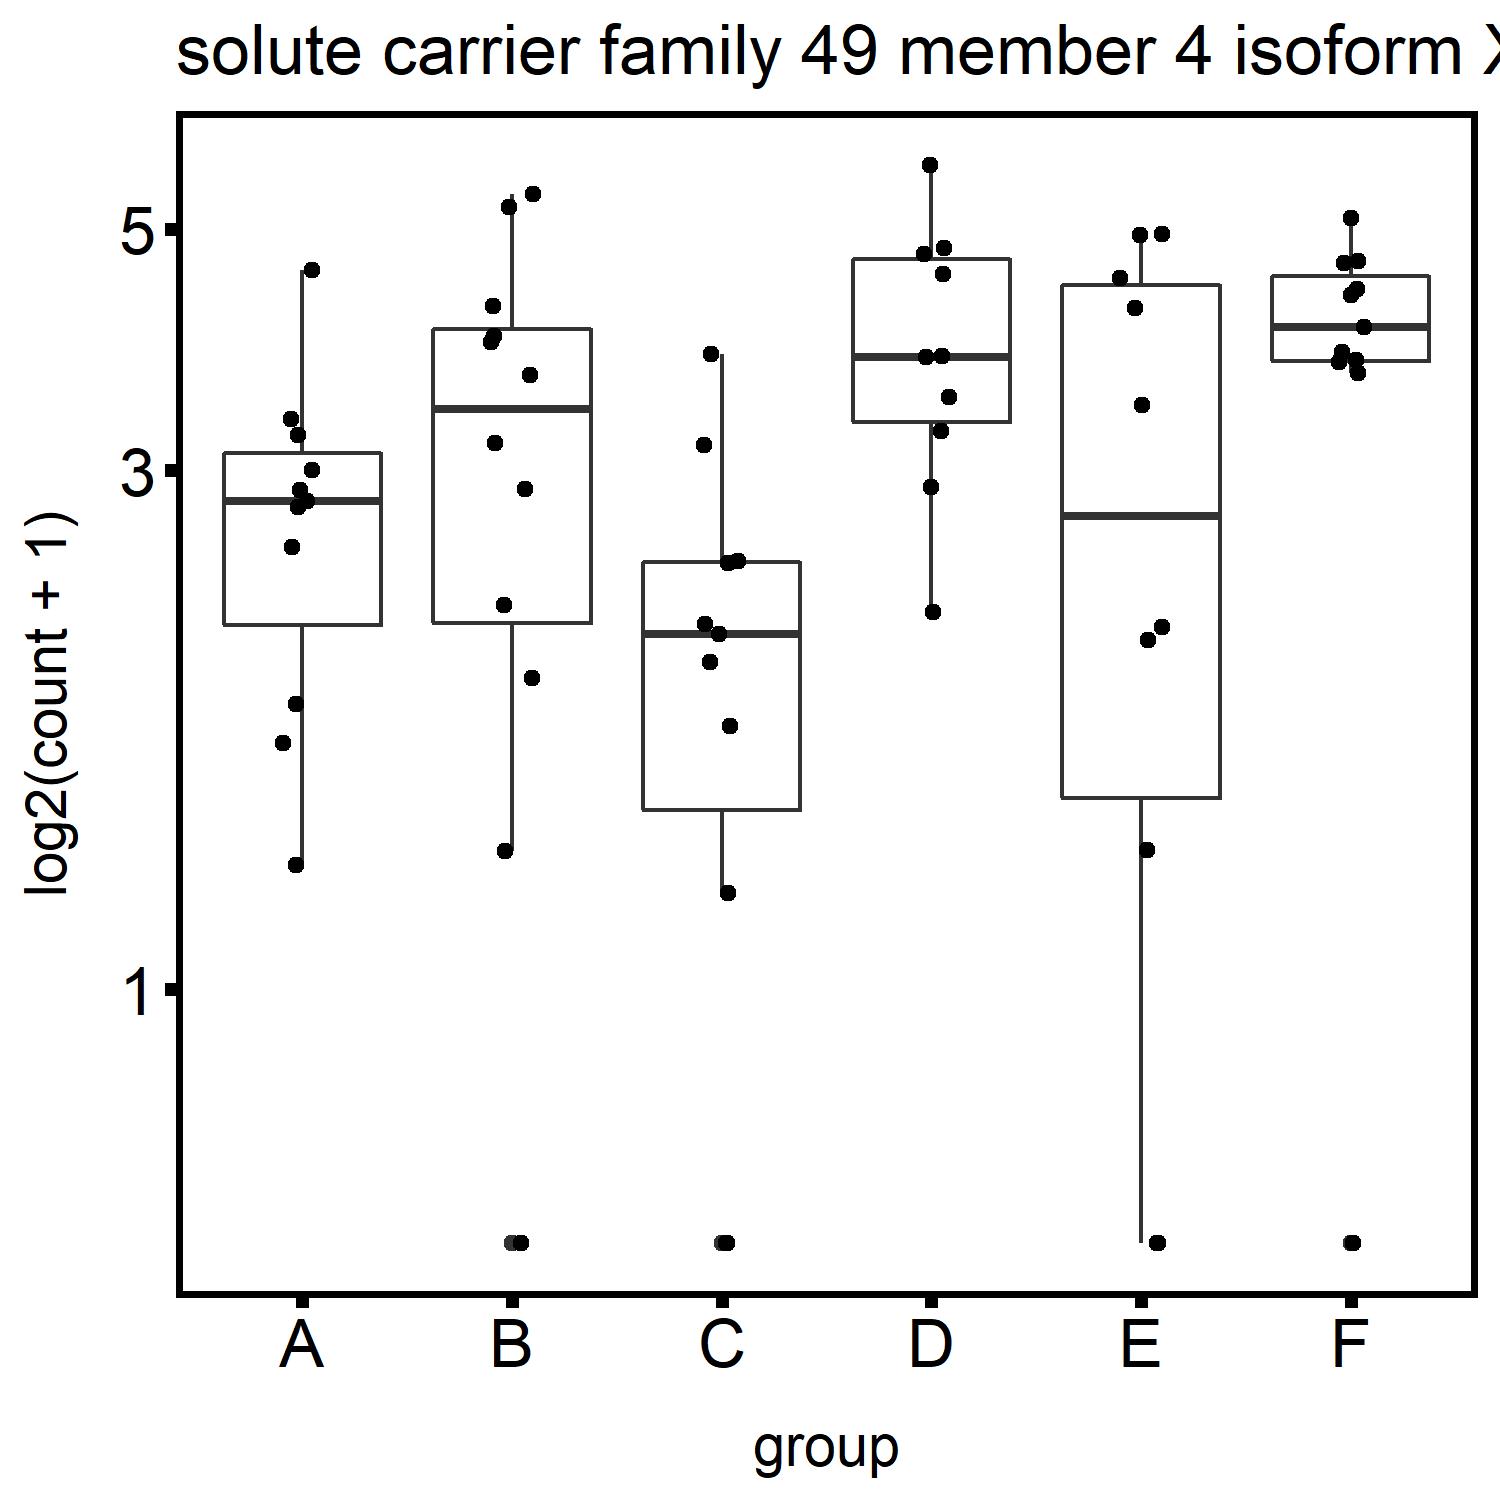 solute carrier family 49 member 4 isoform X
5
3
1
log2(count + 1)
A B C D E F
group